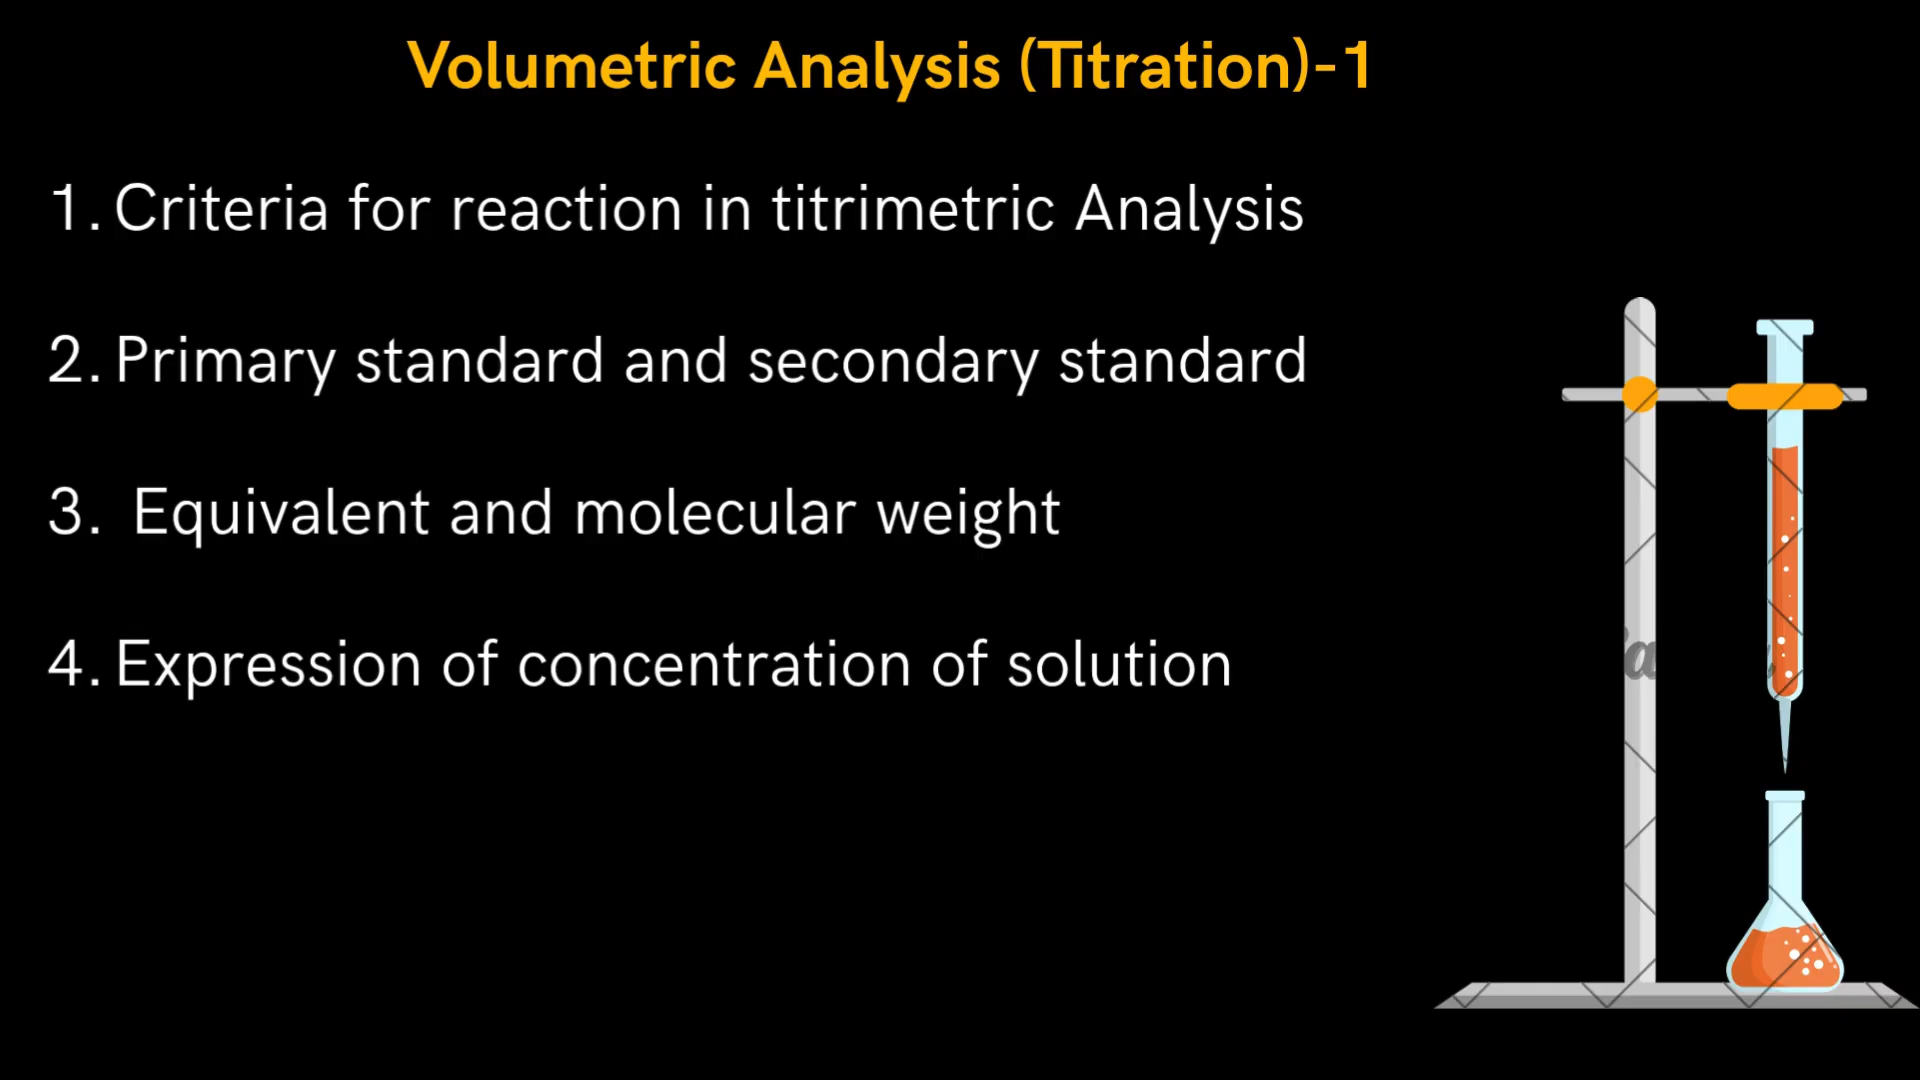 Volumetric Analysis (Titration)-1
1. Criteria for reaction in titrimetric Analysis
2. Primary standard and secondary standard
3. Equivalent and molecular weight
4. Expression of concentration of solution